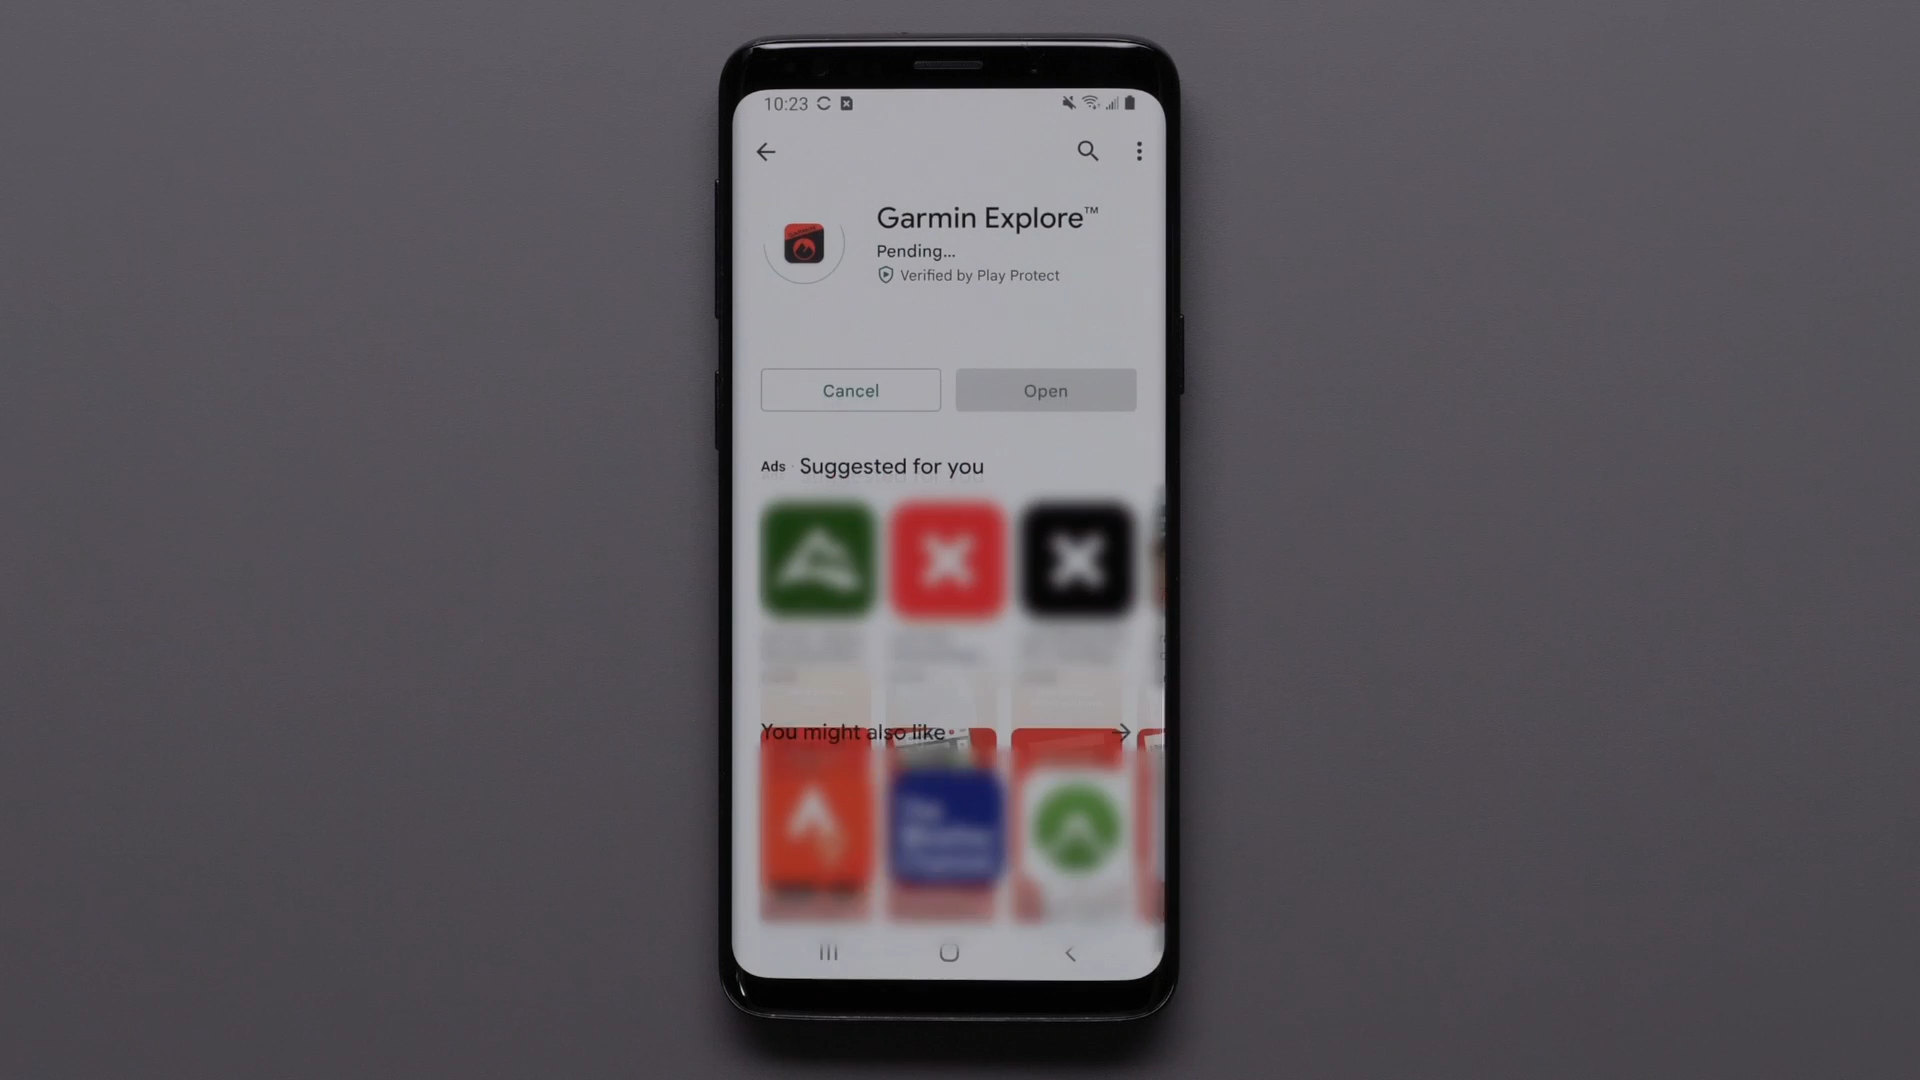 10:23
Garmin Explore™
Pending...
Verified by Play Protect
Cancel
Open
Ads · Suggested for you
You might also like
The